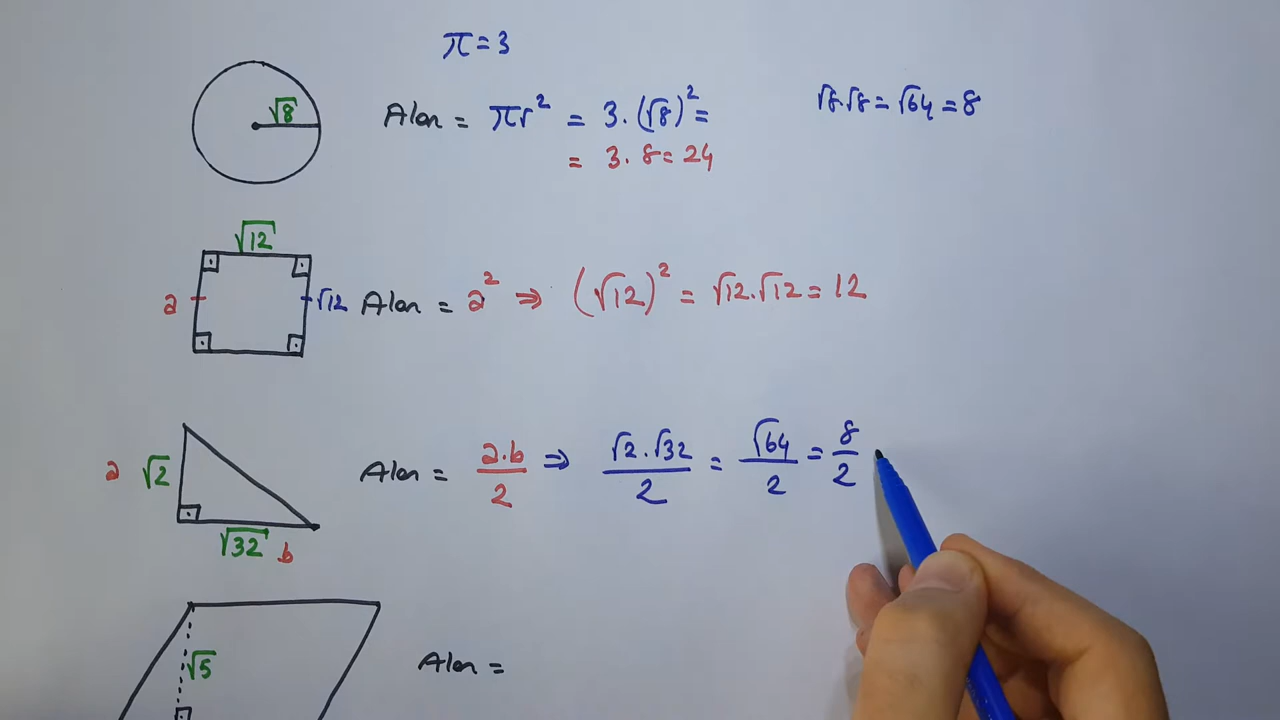 π = 3
√8
Alan = πr² = 3 . (√8)² =
= 3 . 8 = 24
√8.√8 = √64 = 8
√12
a
√12
Alan = a² ⇒ (√12)² = √12.√12 = 12
a
√2
√32
b
Alan = a.b/2 ⇒ √2.√32/2 = √64/2 = 8/2
√5
Alan =